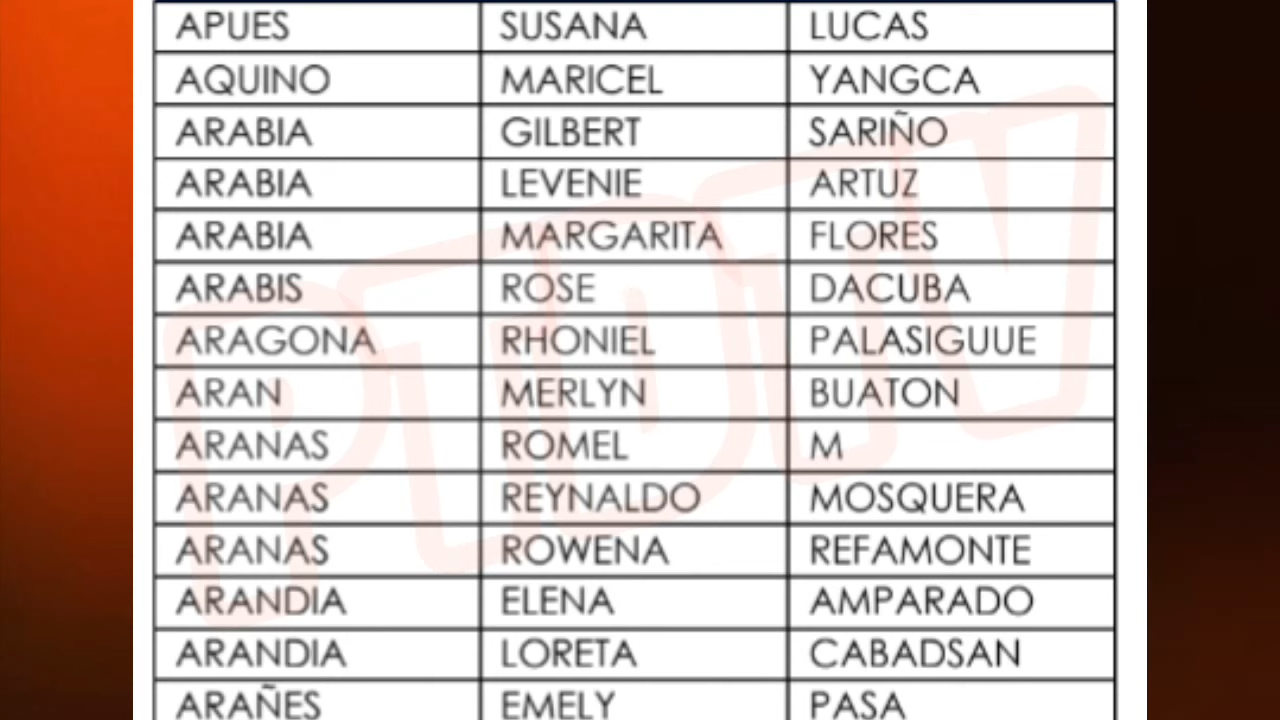 APUES SUSANA LUCAS
AQUINO MARICEL YANGCA
ARABIA GILBERT SARIÑO
ARABIA LEVENIE ARTUZ
ARABIA MARGARITA FLORES
ARABIS ROSE DACUBA
ARAGONA RHONIEL PALASIGUUE
ARAN MERLYN BUATON
ARANAS ROMEL M
ARANAS REYNALDO MOSQUERA
ARANAS ROWENA REFAMONTE
ARANDIA ELENA AMPARADO
ARANDIA LORETA CABADSAN
ARAÑES EMELY PASA